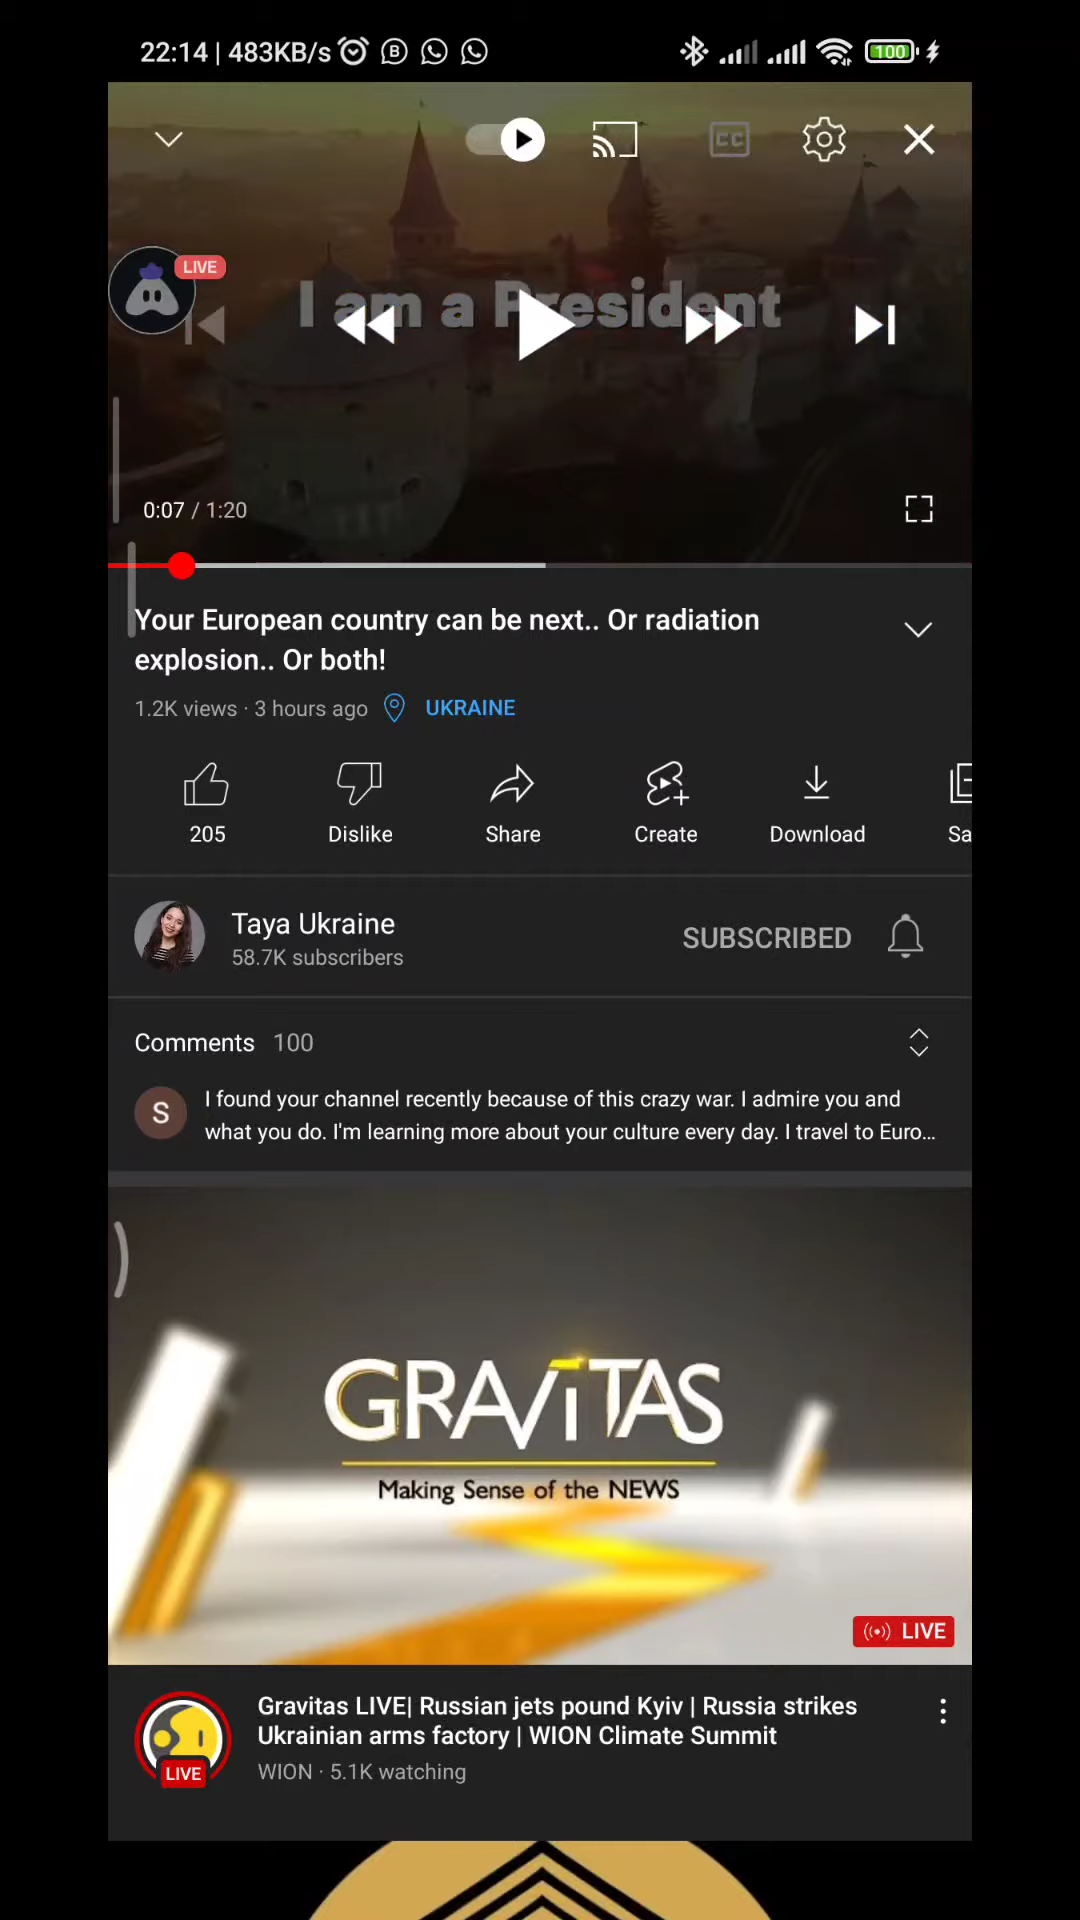 22:14 | 483KB/s
100
CC
LIVE
I am a President
0:07 / 1:20
Your European country can be next.. Or radiation
explosion.. Or both!
1.2K views · 3 hours ago UKRAINE
205 Dislike Share Create Download Sa
Taya Ukraine
58.7K subscribers
SUBSCRIBED
Comments 100
S
I found your channel recently because of this crazy war. I admire you and
what you do. I'm learning more about your culture every day. I travel to Euro...
GRAViTAS
Making Sense of the NEWS
LIVE
Gravitas LIVE| Russian jets pound Kyiv | Russia strikes
Ukrainian arms factory | WION Climate Summit
LIVE
WION · 5.1K watching